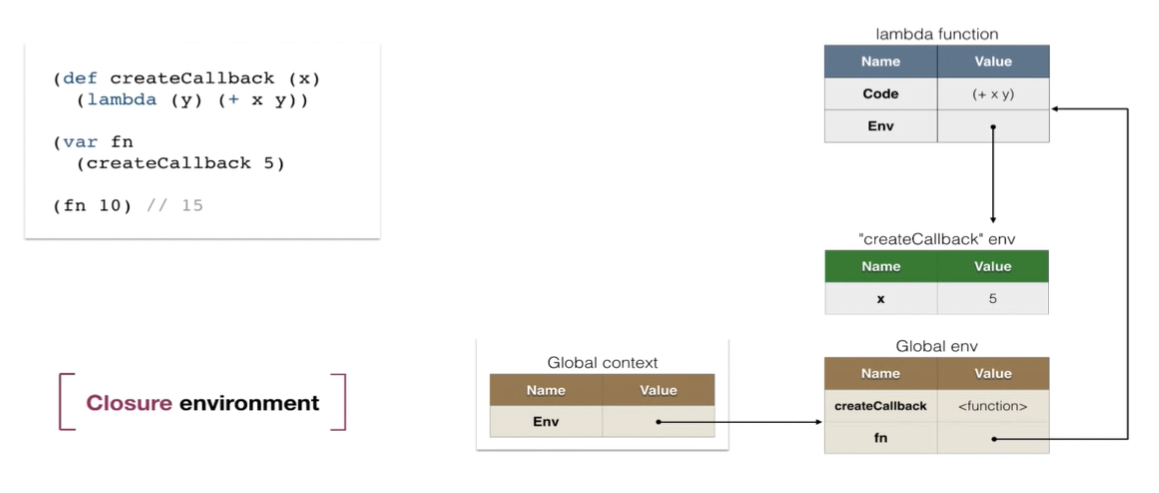 (def createCallback (x)
(lambda (y) (+ x y))
(var fn
(createCallback 5)
(fn 10) // 15
Closure environment
lambda function
Name Value
Code (+ x y)
Env
"createCallback" env
Name Value
x 5
Global context
Name Value
Env
Global env
Name Value
createCallback <function>
fn